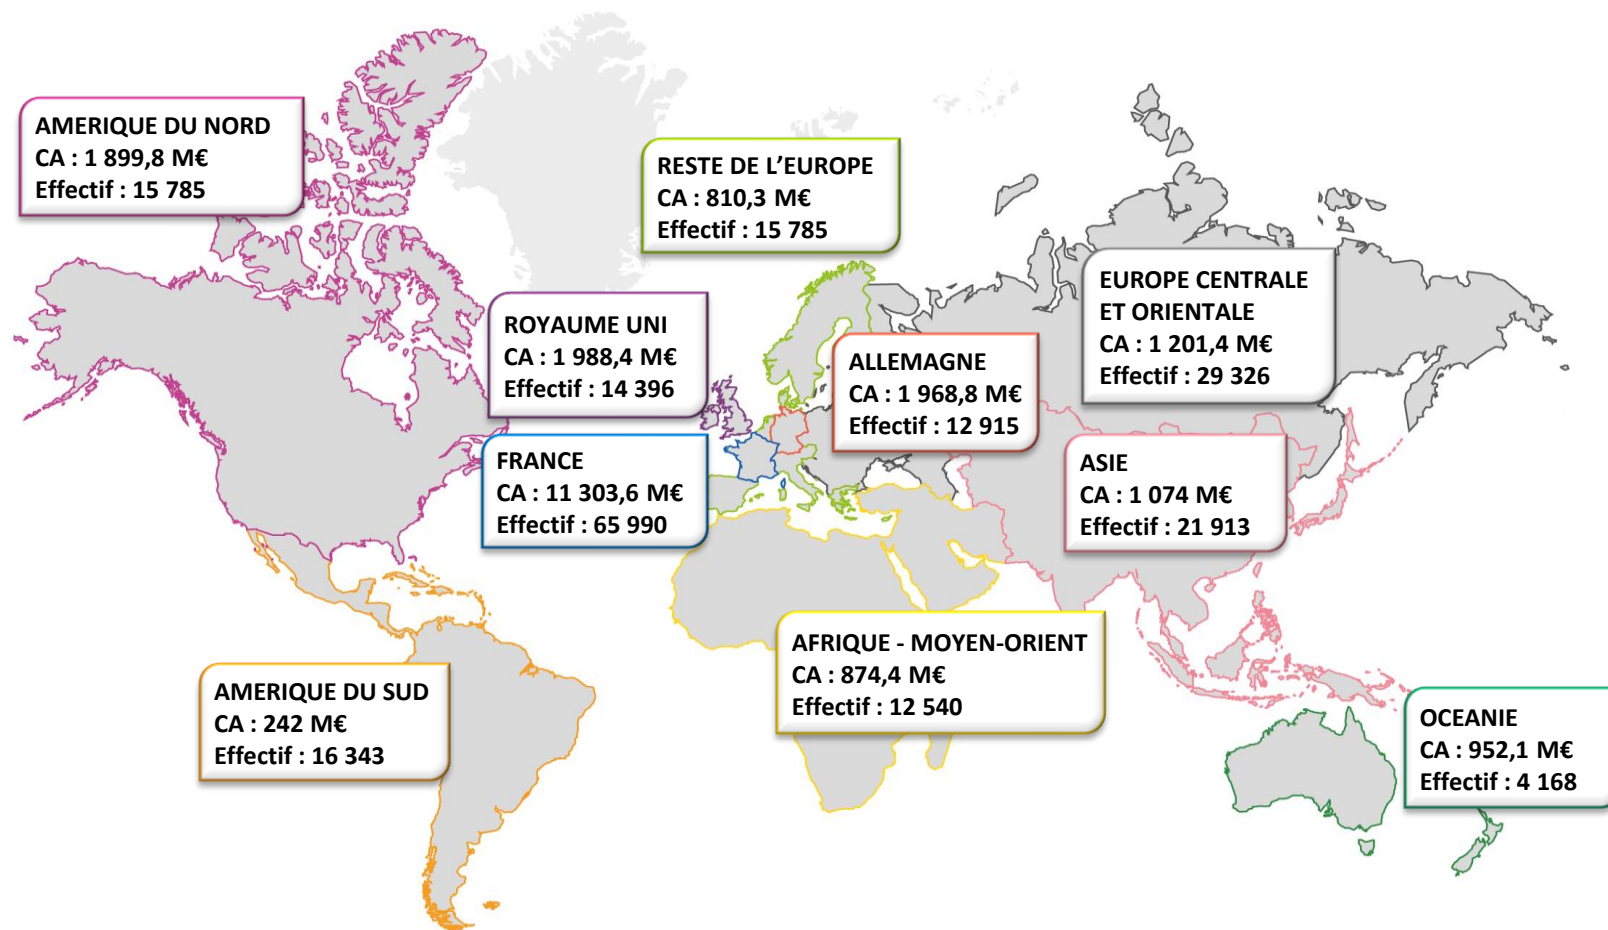 AMERIQUE DU NORD
CA : 1 899,8 M€
Effectif : 15 785
RESTE DE L’EUROPE
CA : 810,3 M€
Effectif : 15 785
EUROPE CENTRALE
ET ORIENTALE
CA : 1 201,4 M€
Effectif : 29 326
ROYAUME UNI
CA : 1 988,4 M€
Effectif : 14 396
ALLEMAGNE
CA : 1 968,8 M€
Effectif : 12 915
FRANCE
CA : 11 303,6 M€
Effectif : 65 990
ASIE
CA : 1 074 M€
Effectif : 21 913
AFRIQUE - MOYEN-ORIENT
CA : 874,4 M€
Effectif : 12 540
AMERIQUE DU SUD
CA : 242 M€
Effectif : 16 343
OCEANIE
CA : 952,1 M€
Effectif : 4 168